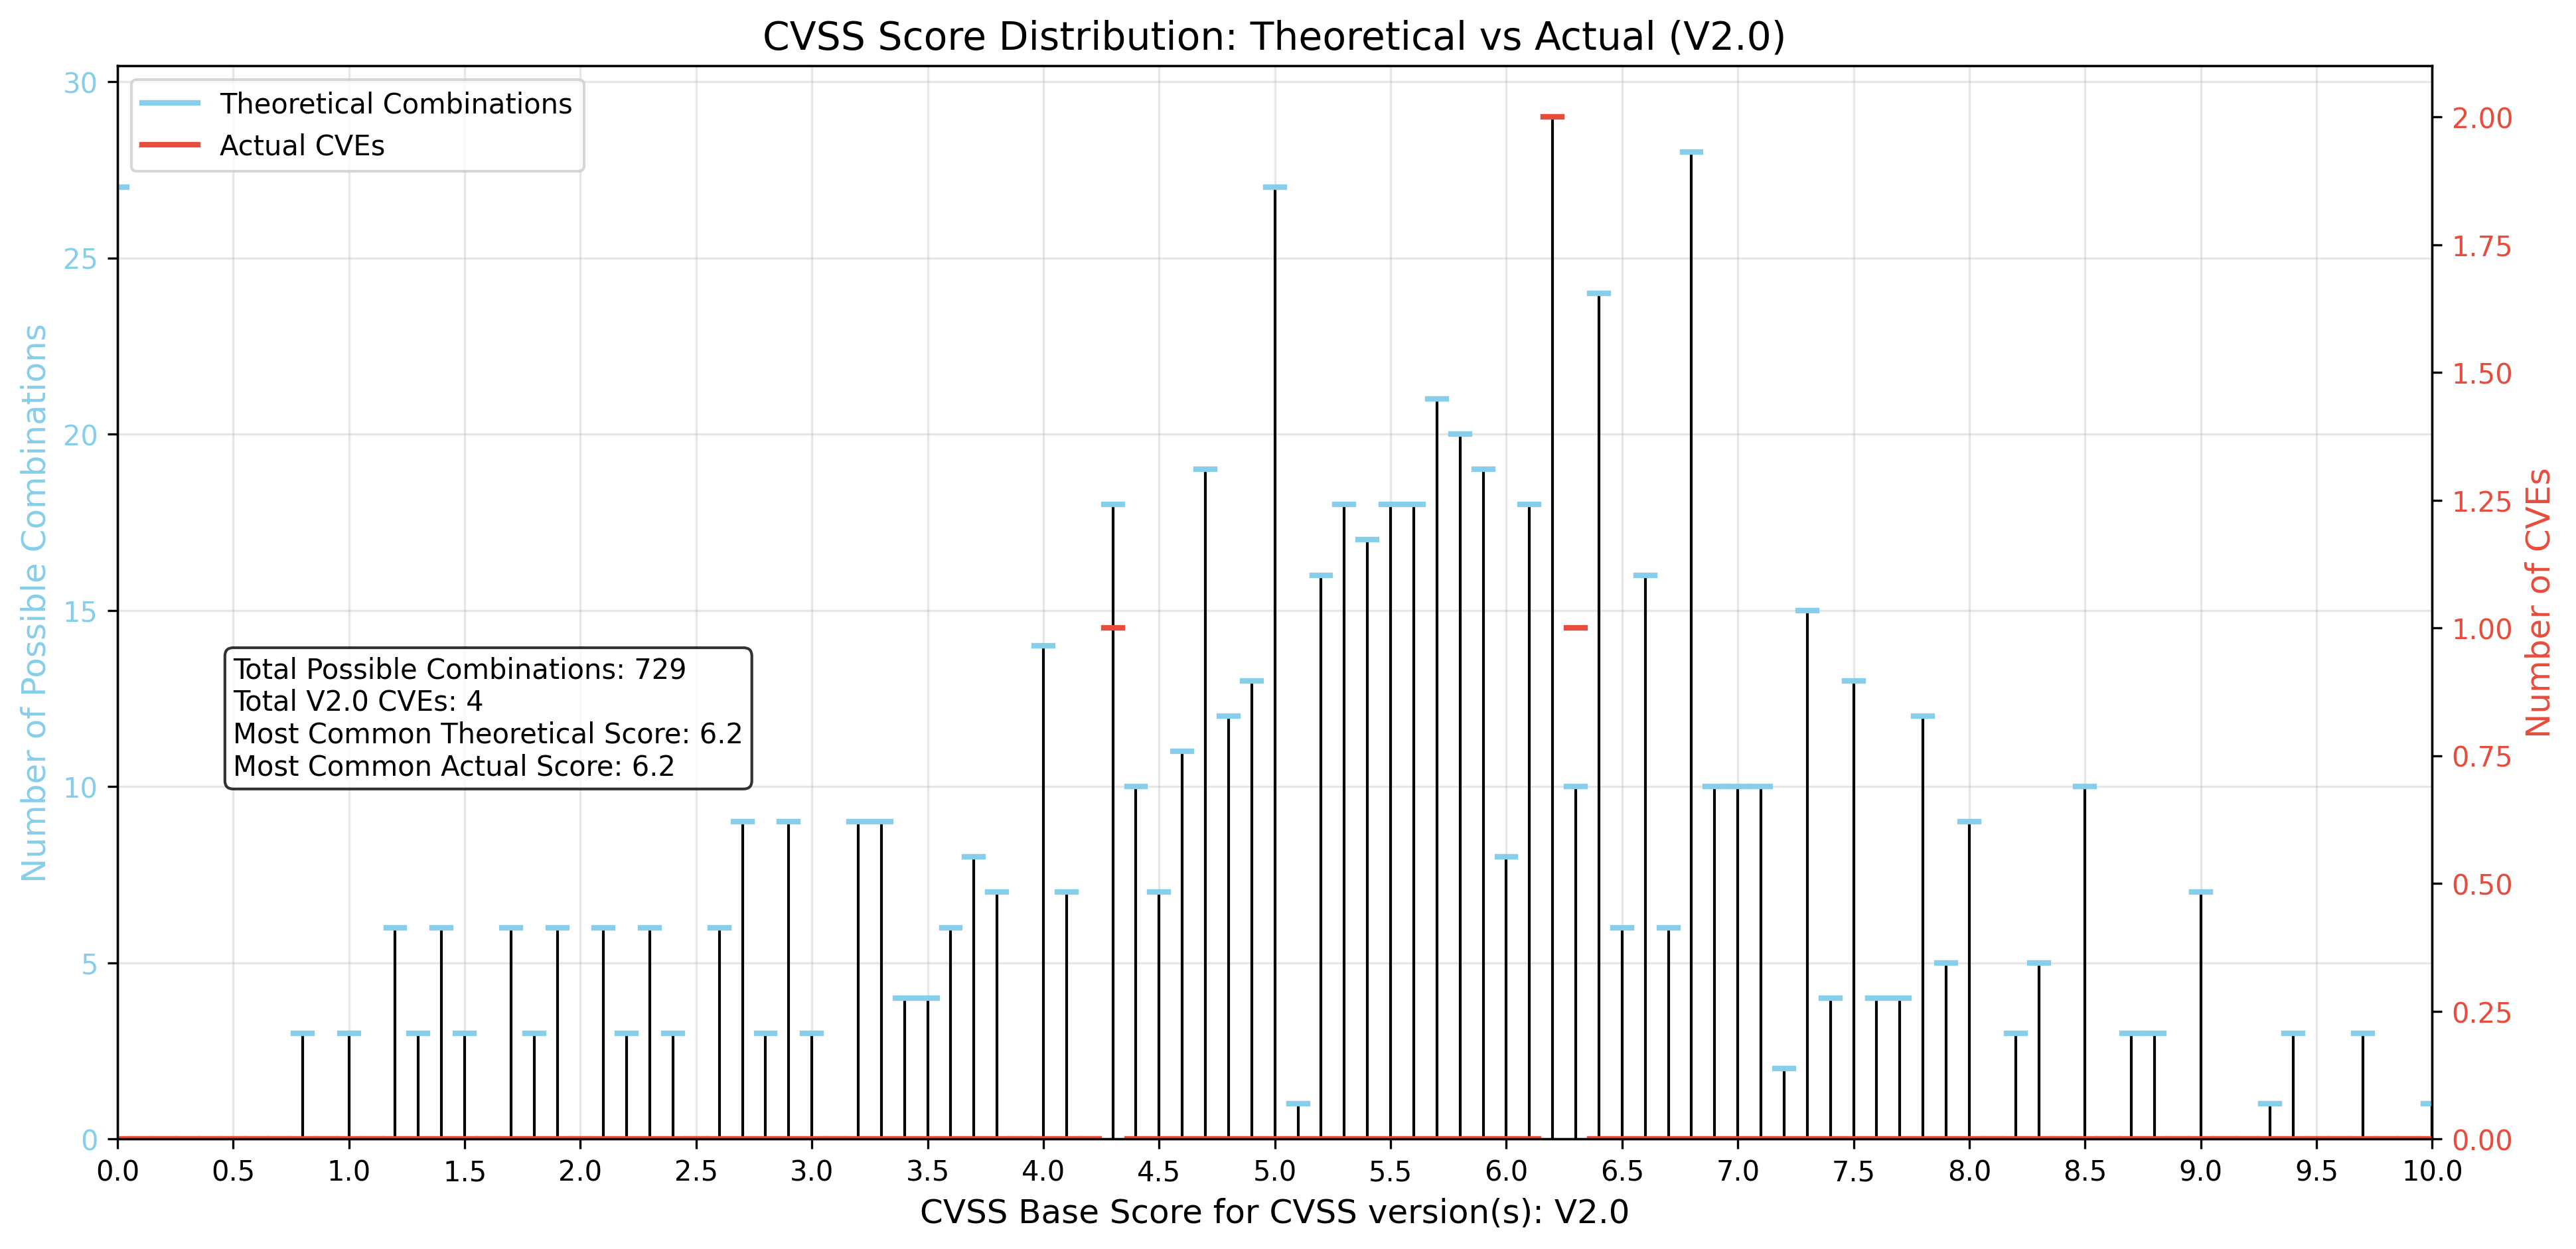 CVSS Score Distribution: Theoretical vs Actual (V2.0)
Theoretical Combinations
Actual CVEs
Number of Possible Combinations
30
25
20
15
10
5
0
Total Possible Combinations: 729
Total V2.0 CVEs: 4
Most Common Theoretical Score: 6.2
Most Common Actual Score: 6.2
2.00
1.75
1.50
1.25
1.00
0.75
0.50
0.25
0.00
Number of CVEs
0.0 0.5 1.0 1.5 2.0 2.5 3.0 3.5 4.0 4.5 5.0 5.5 6.0 6.5 7.0 7.5 8.0 8.5 9.0 9.5 10.0
CVSS Base Score for CVSS version(s): V2.0